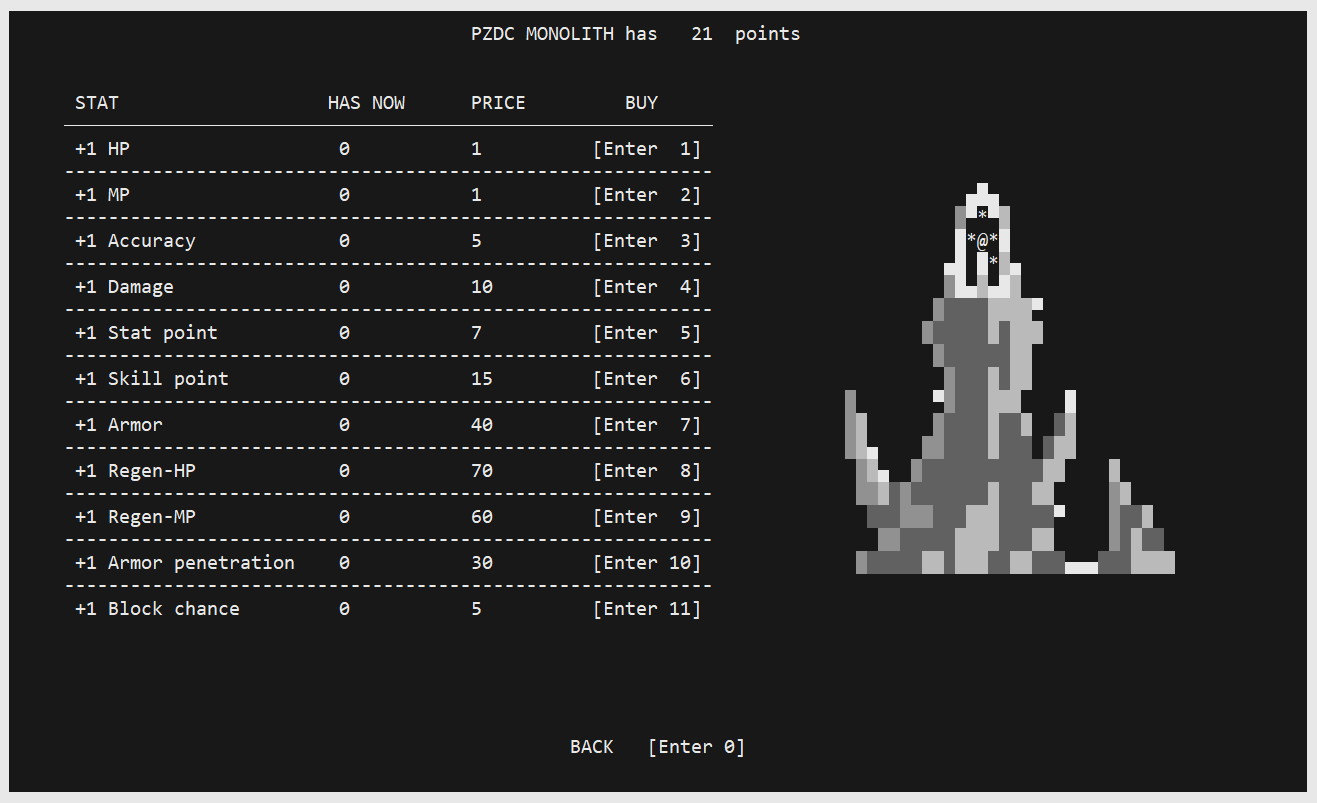 PZDC MONOLITH has 21 points
STAT HAS NOW PRICE BUY
+1 HP 0 1 [Enter 1]
------------------------------------------------------------
+1 MP 0 1 [Enter 2]
------------------------------------------------------------
+1 Accuracy 0 5 [Enter 3]
------------------------------------------------------------
+1 Damage 0 10 [Enter 4]
------------------------------------------------------------
+1 Stat point 0 7 [Enter 5]
------------------------------------------------------------
+1 Skill point 0 15 [Enter 6]
------------------------------------------------------------
+1 Armor 0 40 [Enter 7]
------------------------------------------------------------
+1 Regen-HP 0 70 [Enter 8]
------------------------------------------------------------
+1 Regen-MP 0 60 [Enter 9]
------------------------------------------------------------
+1 Armor penetration 0 30 [Enter 10]
------------------------------------------------------------
+1 Block chance 0 5 [Enter 11]
*
*@*
*
BACK [Enter 0]